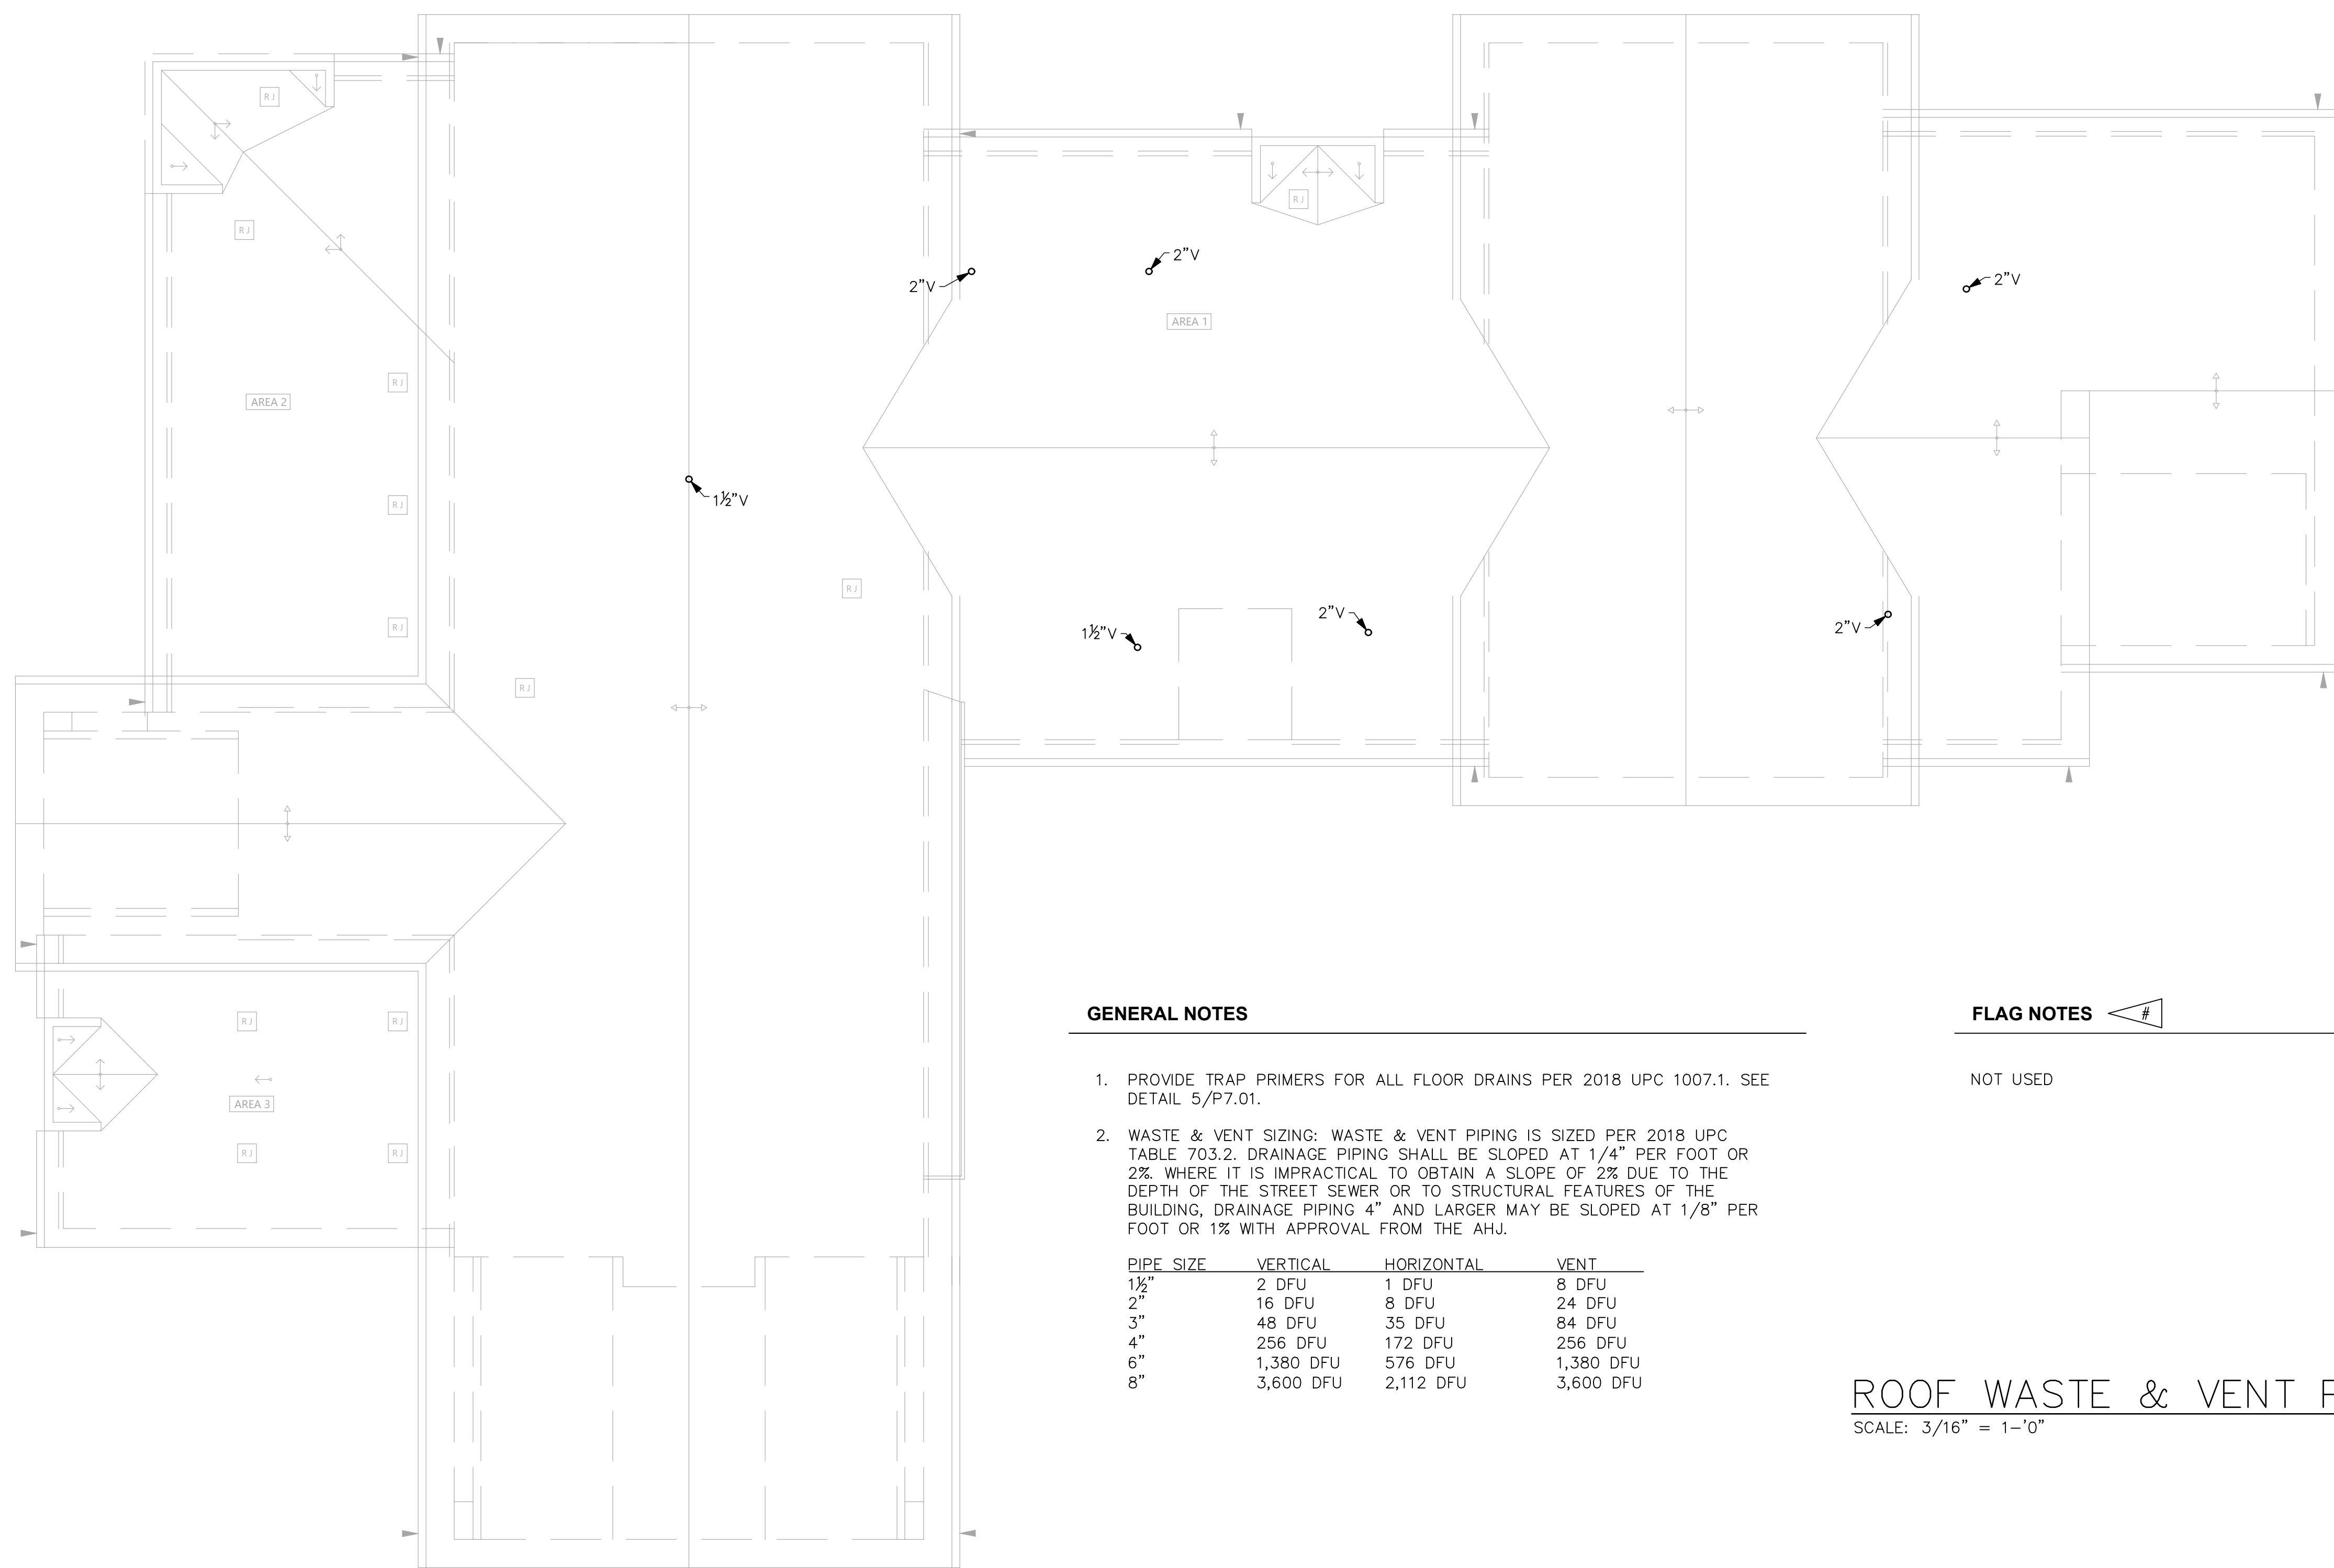 R J
R J
R J
2"V
2"V
2"V
AREA 1
R J
AREA 2
1½"V
R J
R J
R J
2"V
2"V
1½"V
R J
R J
R J
R J
AREA 3
R J
R J
GENERAL NOTES
1. PROVIDE TRAP PRIMERS FOR ALL FLOOR DRAINS PER 2018 UPC 1007.1. SEE
DETAIL 5/P7.01.
2. WASTE & VENT SIZING: WASTE & VENT PIPING IS SIZED PER 2018 UPC
TABLE 703.2. DRAINAGE PIPING SHALL BE SLOPED AT 1/4" PER FOOT OR
2%. WHERE IT IS IMPRACTICAL TO OBTAIN A SLOPE OF 2% DUE TO THE
DEPTH OF THE STREET SEWER OR TO STRUCTURAL FEATURES OF THE
BUILDING, DRAINAGE PIPING 4" AND LARGER MAY BE SLOPED AT 1/8" PER
FOOT OR 1% WITH APPROVAL FROM THE AHJ.
PIPE SIZE VERTICAL HORIZONTAL VENT
1½" 2 DFU 1 DFU 8 DFU
2" 16 DFU 8 DFU 24 DFU
3" 48 DFU 35 DFU 84 DFU
4" 256 DFU 172 DFU 256 DFU
6" 1,380 DFU 576 DFU 1,380 DFU
8" 3,600 DFU 2,112 DFU 3,600 DFU
FLAG NOTES #
NOT USED
ROOF WASTE & VENT
SCALE: 3/16" = 1-'0"